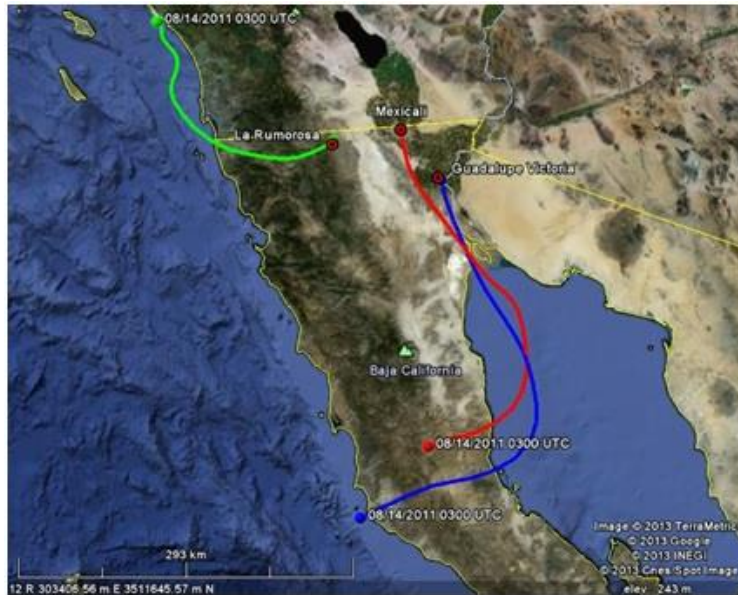 08/14/2011 0300 UTC
Mexicali
La Rumorosa
Guadalupe Victoria
Baja California
08/14/2011 0300 UTC
08/14/2011 0300 UTC
Image © 2013 TerraMetric
© 2013 Google
© 2013 INEGI
© 2013 Cnes Spot Image
293 km
12 R 303406.56 m E 3511645.57 m N
elev 243 m